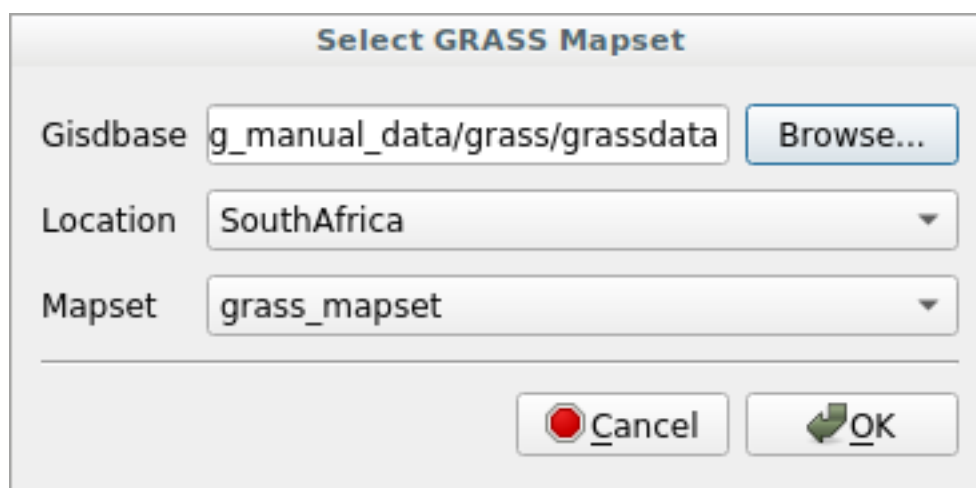 Select GRASS Mapset
Gisdbase g_manual_data/grass/grassdata Browse...
Location SouthAfrica
Mapset grass_mapset
Cancel OK